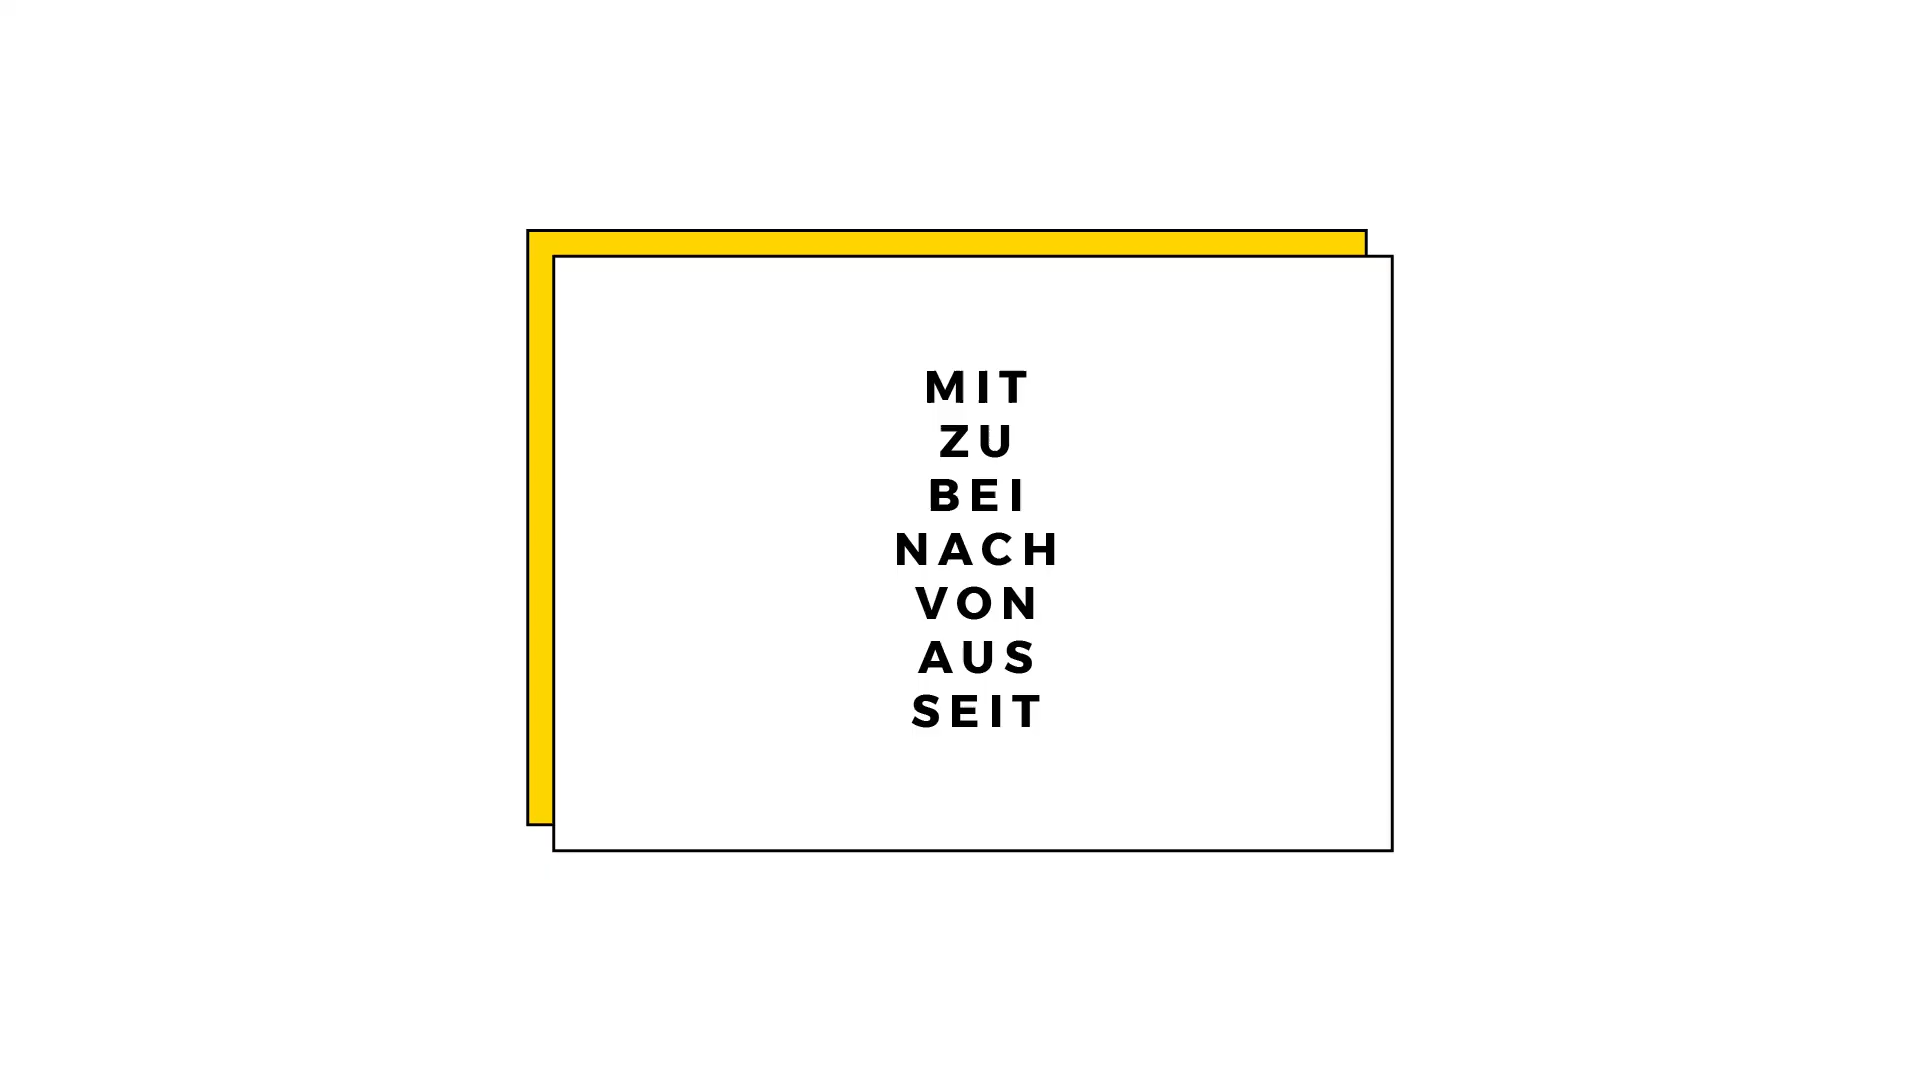 MIT
ZU
BEI
NACH
VON
AUS
SEIT